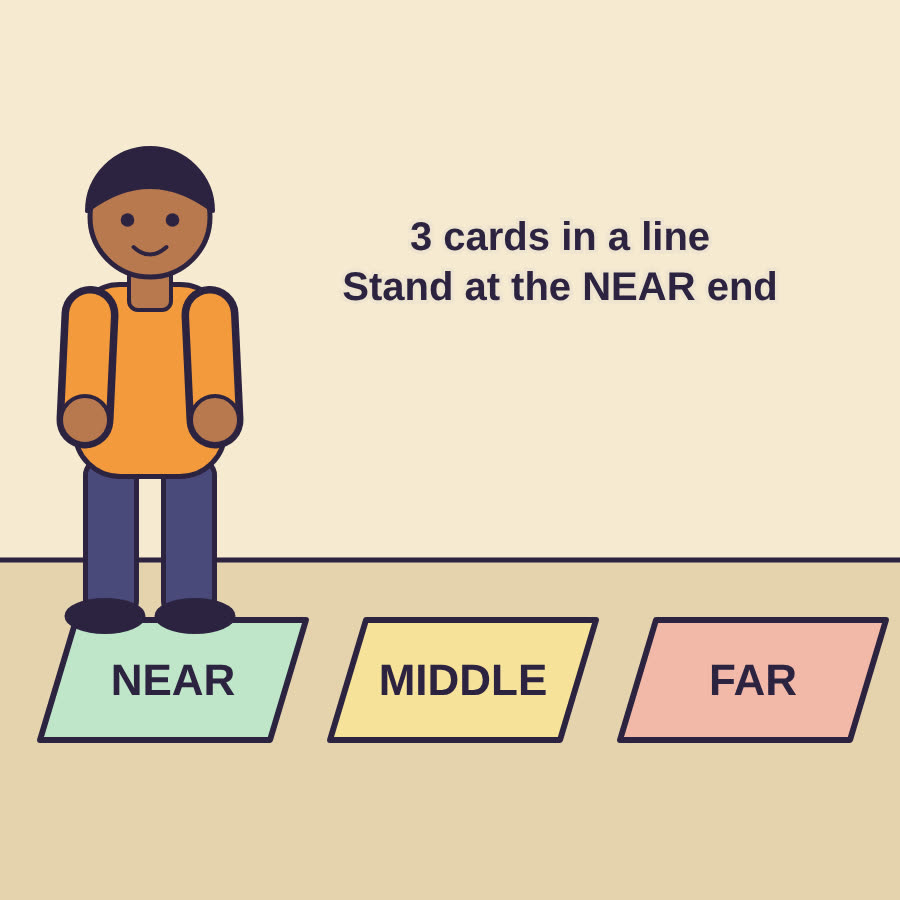 3 cards in a line
Stand at the NEAR end
NEAR
MIDDLE
FAR